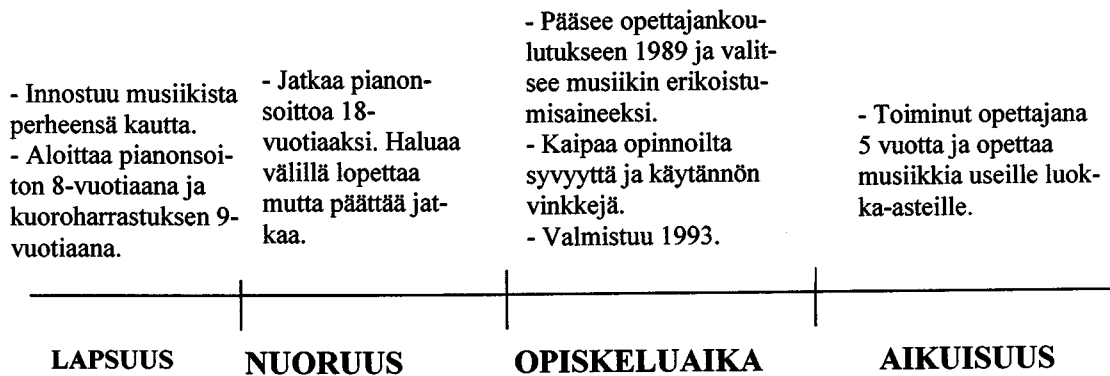 - Innostuu musiikista
perheensä kautta.
- Aloittaa pianonsoi-
ton 8-vuotiaana ja
kuoroharrastuksen 9-
vuotiaana.
- Jatkaa pianon-
soittoa 18-
vuotiaaksi. Haluaa
välillä lopettaa
mutta päättää jat-
kaa.
- Pääsee opettajankou-
lutukseen 1989 ja valit-
see musiikin erikoistu-
misaineeksi.
- Kaipaa opinnoilta
syvyyttä ja käytännön
vinkkejä.
- Valmistuu 1993.
- Toiminut opettajana
5 vuotta ja opettaa
musiikkia useille luok-
ka-asteille.
LAPSUUS
NUORUUS
OPISKELUAIKA
AIKUISUUS